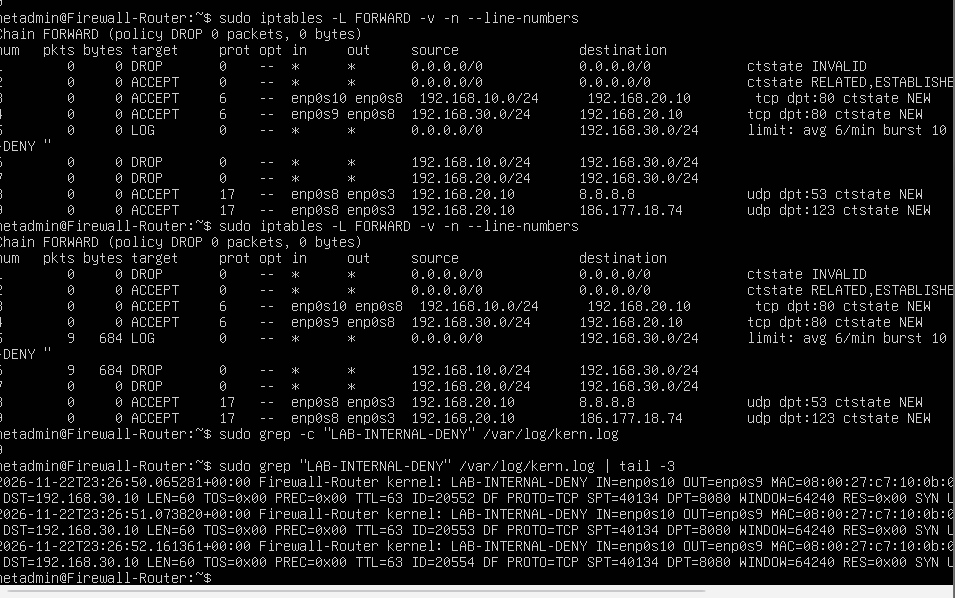 netadmin@Firewall-Router:~$ sudo iptables -L FORWARD -v -n --line-numbers
Chain FORWARD (policy DROP 0 packets, 0 bytes)
num pkts bytes target prot opt in out source destination
0 0 DROP 0 -- * * 0.0.0.0/0 0.0.0.0/0 ctstate INVALID
2 0 0 ACCEPT 0 -- * * 0.0.0.0/0 0.0.0.0/0 ctstate RELATED,ESTABLISHE
3 0 0 ACCEPT 6 -- enp0s10 enp0s8 192.168.10.0/24 192.168.20.10 tcp dpt:80 ctstate NEW
4 0 0 ACCEPT 6 -- enp0s9 enp0s8 192.168.30.0/24 192.168.20.10 tcp dpt:80 ctstate NEW
5 0 0 LOG 0 -- * * 0.0.0.0/0 192.168.30.0/24 limit: avg 6/min burst 10
-DENY "
6 0 0 DROP 0 -- * * 192.168.10.0/24 192.168.30.0/24
7 0 0 DROP 0 -- * * 192.168.20.0/24 192.168.30.0/24
8 0 0 ACCEPT 17 -- enp0s8 enp0s3 192.168.20.10 8.8.8.8 udp dpt:53 ctstate NEW
9 0 0 ACCEPT 17 -- enp0s8 enp0s3 192.168.20.10 186.177.18.74 udp dpt:123 ctstate NEW
netadmin@Firewall-Router:~$ sudo iptables -L FORWARD -v -n --line-numbers
Chain FORWARD (policy DROP 0 packets, 0 bytes)
num pkts bytes target prot opt in out source destination
0 0 DROP 0 -- * * 0.0.0.0/0 0.0.0.0/0 ctstate INVALID
2 0 0 ACCEPT 0 -- * * 0.0.0.0/0 0.0.0.0/0 ctstate RELATED,ESTABLISHE
3 0 0 ACCEPT 6 -- enp0s10 enp0s8 192.168.10.0/24 192.168.20.10 tcp dpt:80 ctstate NEW
4 0 0 ACCEPT 6 -- enp0s9 enp0s8 192.168.30.0/24 192.168.20.10 tcp dpt:80 ctstate NEW
5 9 684 LOG 0 -- * * 0.0.0.0/0 192.168.30.0/24 limit: avg 6/min burst 10
-DENY "
6 9 684 DROP 0 -- * * 192.168.10.0/24 192.168.30.0/24
7 0 0 DROP 0 -- * * 192.168.20.0/24 192.168.30.0/24
8 0 0 ACCEPT 17 -- enp0s8 enp0s3 192.168.20.10 8.8.8.8 udp dpt:53 ctstate NEW
9 0 0 ACCEPT 17 -- enp0s8 enp0s3 192.168.20.10 186.177.18.74 udp dpt:123 ctstate NEW
netadmin@Firewall-Router:~$ sudo grep -c "LAB-INTERNAL-DENY" /var/log/kern.log
9
netadmin@Firewall-Router:~$ sudo grep "LAB-INTERNAL-DENY" /var/log/kern.log | tail -3
2026-11-22T23:26:50.065281+00:00 Firewall-Router kernel: LAB-INTERNAL-DENY IN=enp0s10 OUT=enp0s9 MAC=08:00:27:c7:10:0b:0
DST=192.168.30.10 LEN=60 TOS=0x00 PREC=0x00 TTL=63 ID=20552 DF PROTO=TCP SPT=40134 DPT=8080 WINDOW=64240 RES=0x00 SYN U
2026-11-22T23:26:51.073820+00:00 Firewall-Router kernel: LAB-INTERNAL-DENY IN=enp0s10 OUT=enp0s9 MAC=08:00:27:c7:10:0b:0
DST=192.168.30.10 LEN=60 TOS=0x00 PREC=0x00 TTL=63 ID=20553 DF PROTO=TCP SPT=40134 DPT=8080 WINDOW=64240 RES=0x00 SYN U
2026-11-22T23:26:52.161361+00:00 Firewall-Router kernel: LAB-INTERNAL-DENY IN=enp0s10 OUT=enp0s9 MAC=08:00:27:c7:10:0b:0
DST=192.168.30.10 LEN=60 TOS=0x00 PREC=0x00 TTL=63 ID=20554 DF PROTO=TCP SPT=40134 DPT=8080 WINDOW=64240 RES=0x00 SYN U
netadmin@Firewall-Router:~$